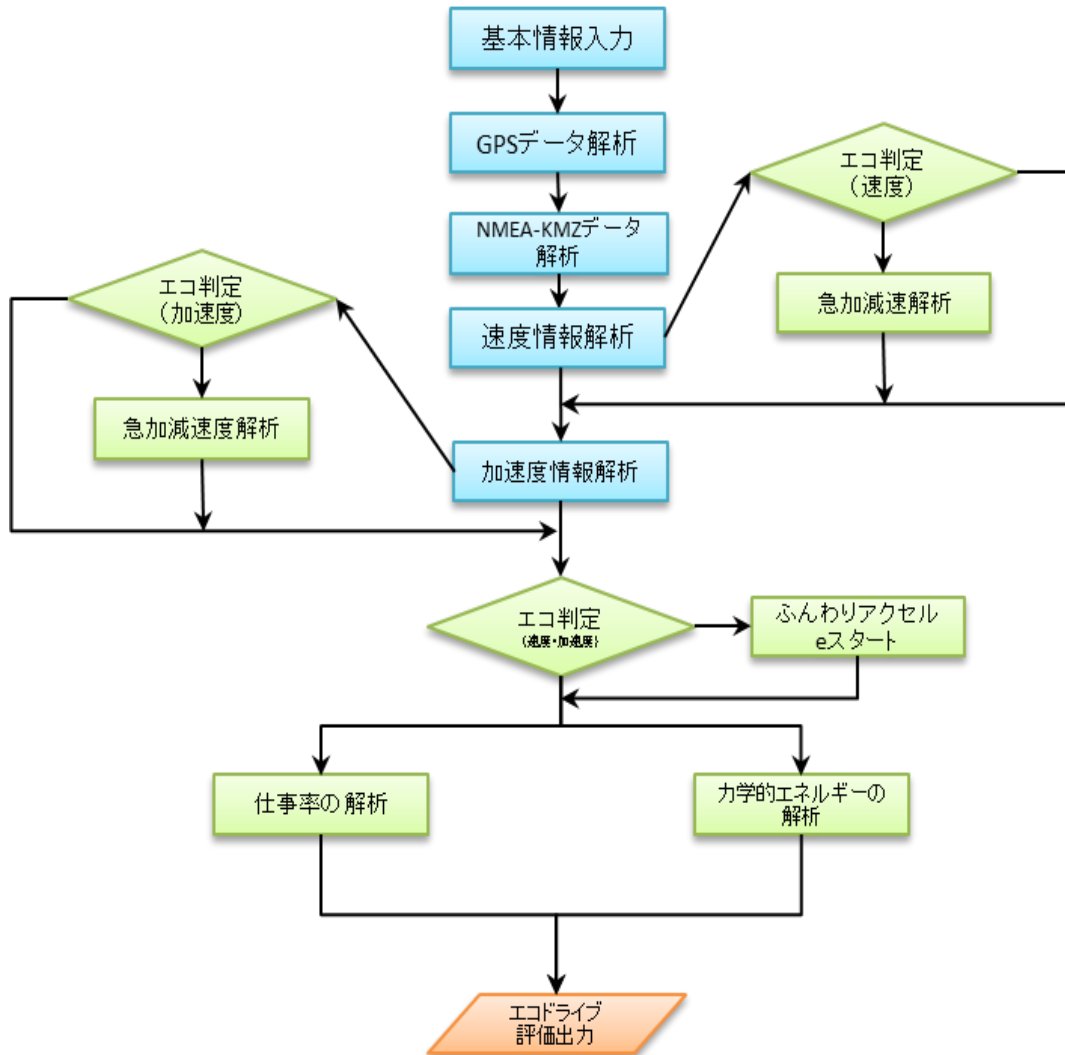 基本情報入力
GPSデータ解析
エコ判定
（速度）
NMEA-KMZデータ
解析
急加減速解析
エコ判定
（加速度）
速度情報解析
急加減速度解析
加速度情報解析
エコ判定
（速度・加速度）
ふんわりアクセル
eスタート
仕事率の解析
力学的エネルギーの
解析
エコドライブ
評価出力